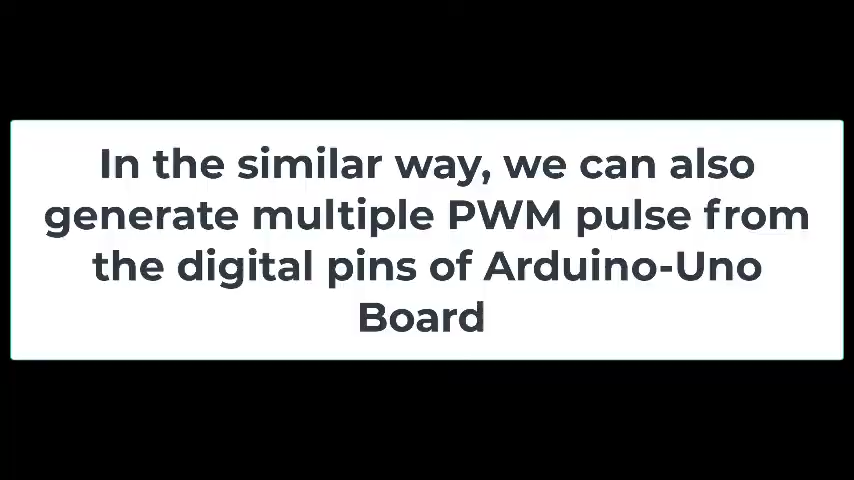 In the similar way, we can also
generate multiple PWM pulse from
the digital pins of Arduino-Uno
Board